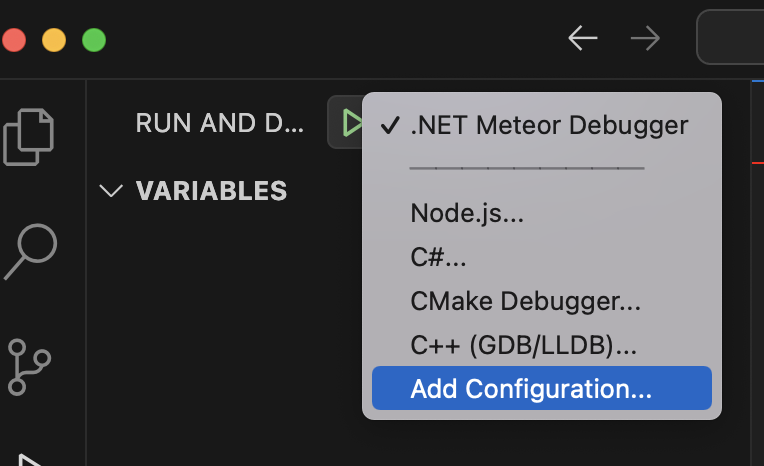 RUN AND D...
.NET Meteor Debugger
VARIABLES
Node.js...
C#...
CMake Debugger...
C++ (GDB/LLDB)...
Add Configuration...